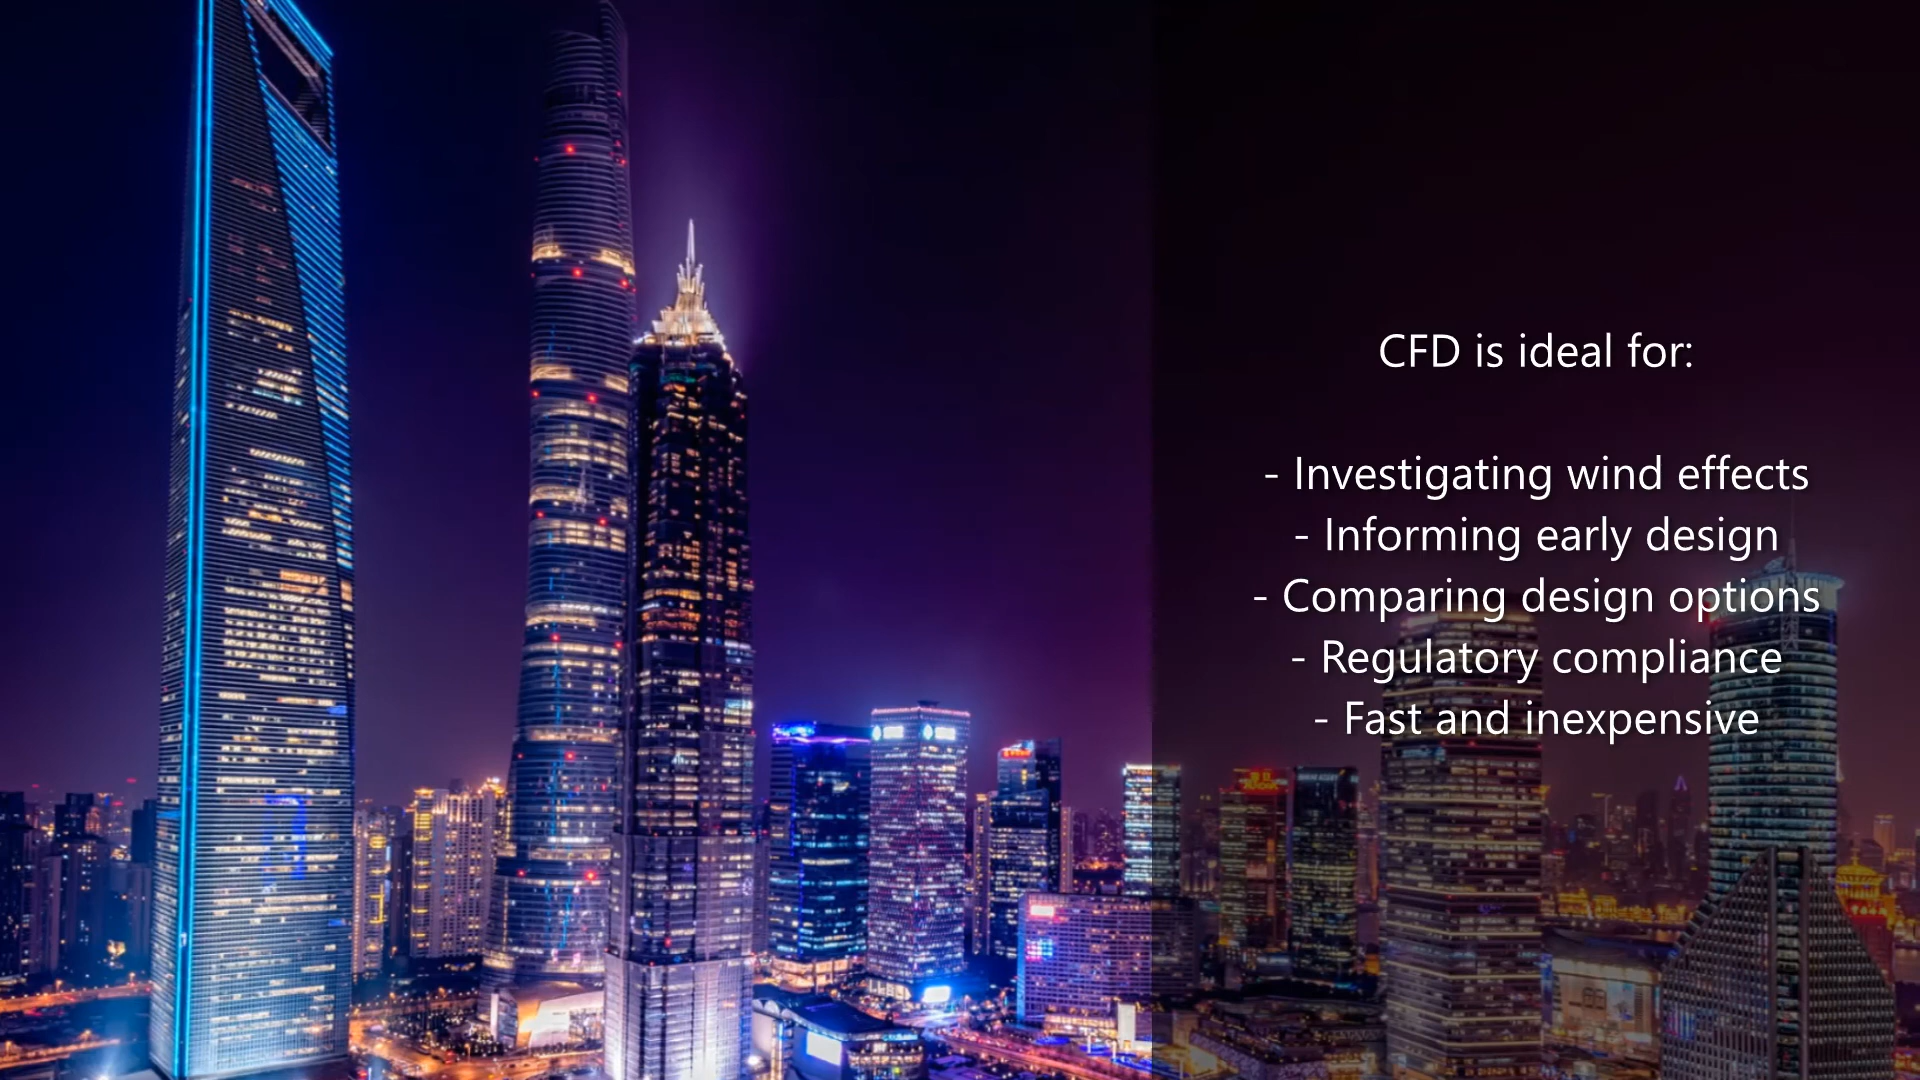 CFD is ideal for:
- Investigating wind effects
- Informing early design
- Comparing design options
- Regulatory compliance
- Fast and inexpensive